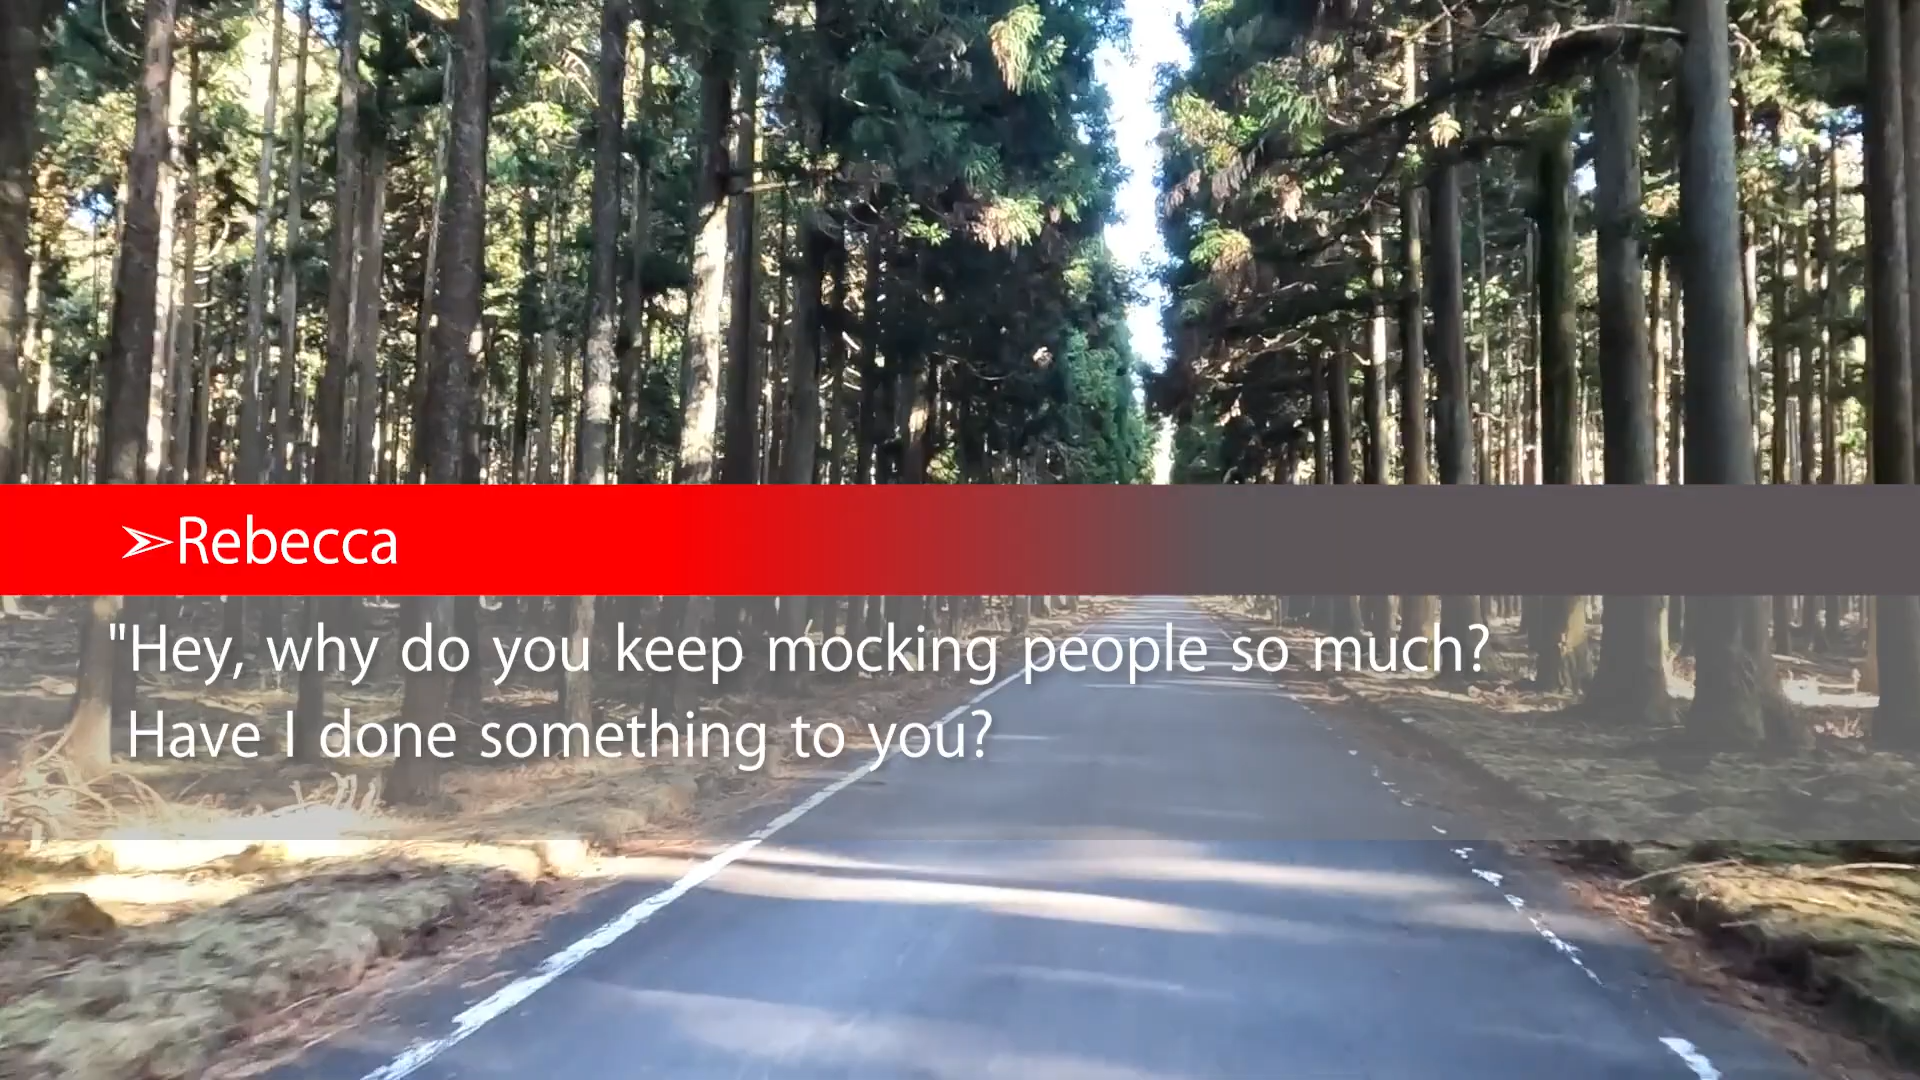 ➣Rebecca
"Hey, why do you keep mocking people so much?
Have I done something to you?